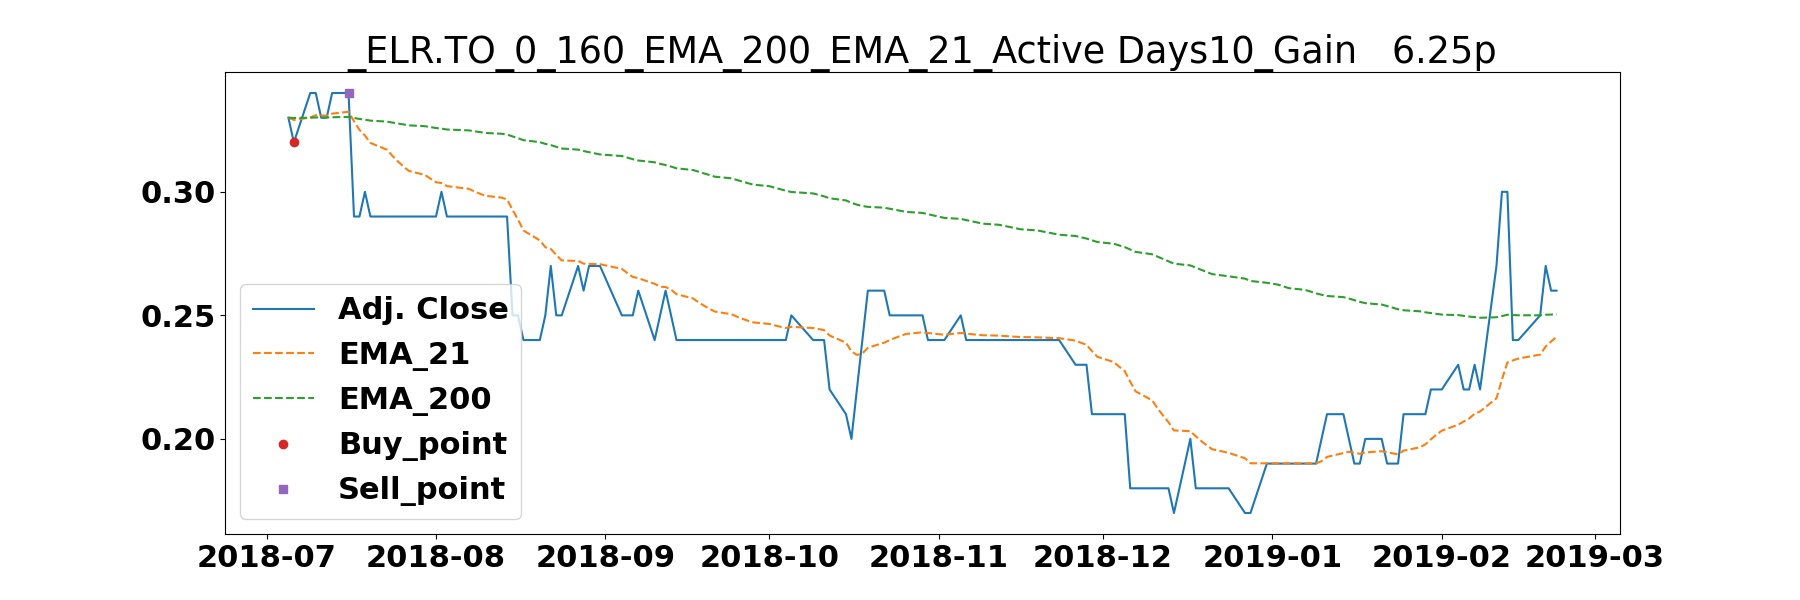 _ELR.TO_0_160_EMA_200_EMA_21_Active Days10_Gain   6.25p
0.30
0.25
0.20
Adj. Close
EMA_21
EMA_200
Buy_point
Sell_point
2018-07 2018-08 2018-09 2018-10 2018-11 2018-12 2019-01 2019-02 2019-03